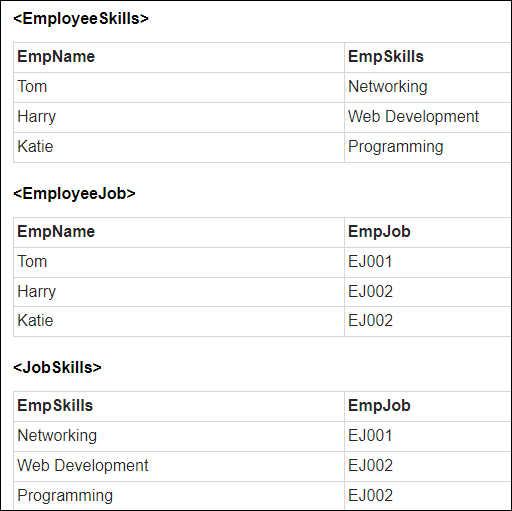 <EmployeeSkills>
EmpName EmpSkills
Tom Networking
Harry Web Development
Katie Programming
<EmployeeJob>
EmpName EmpJob
Tom EJ001
Harry EJ002
Katie EJ002
<JobSkills>
EmpSkills EmpJob
Networking EJ001
Web Development EJ002
Programming EJ002